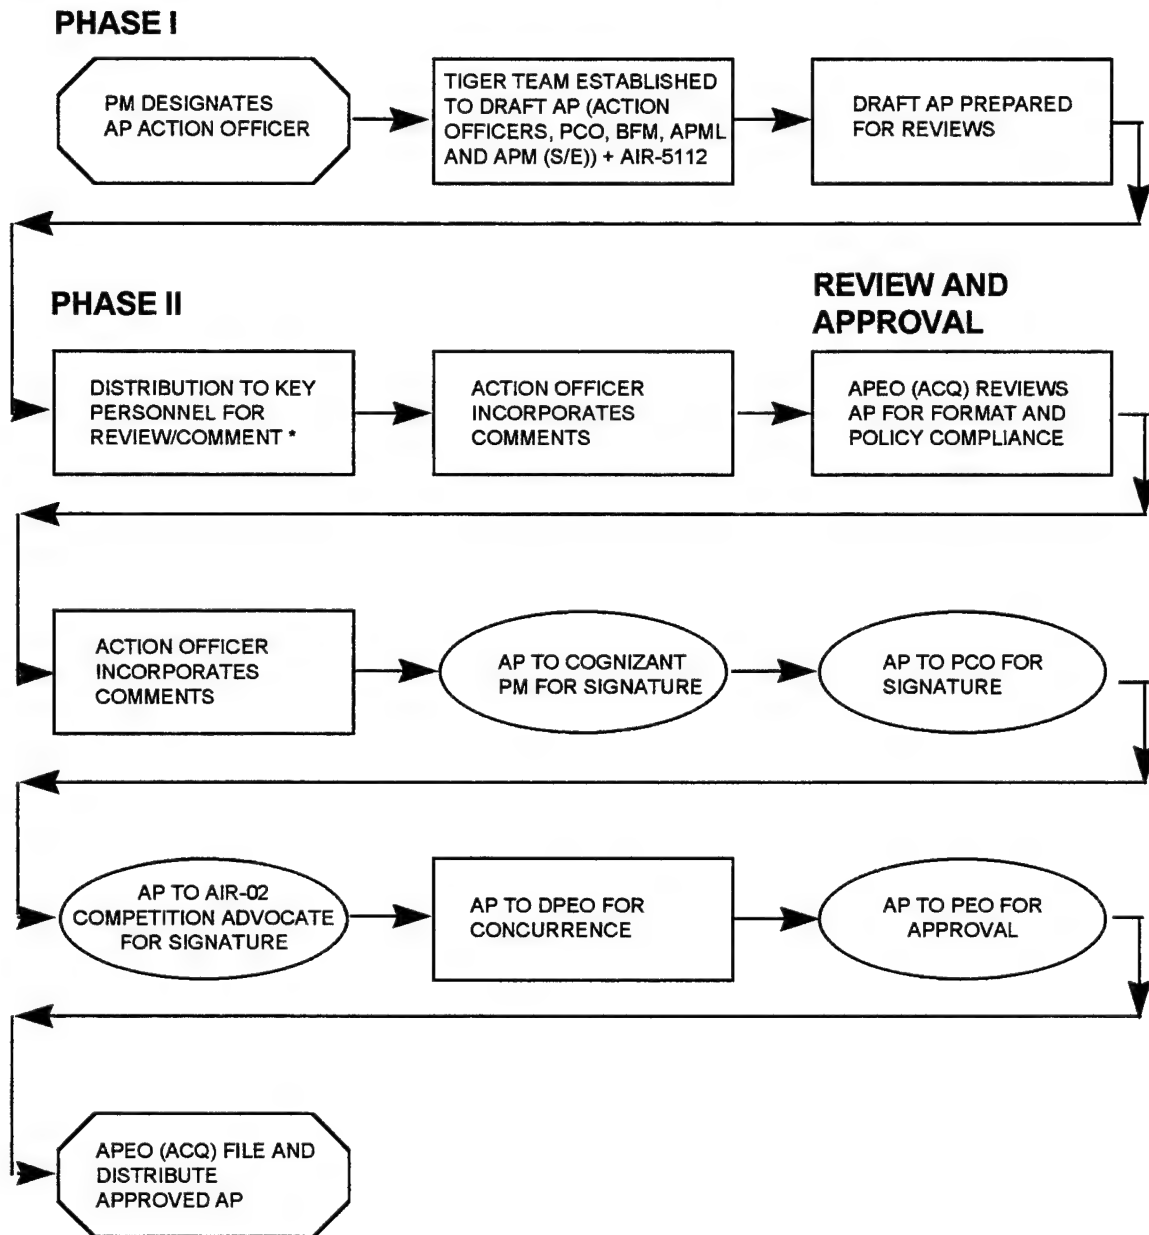 PHASE I
PM DESIGNATES
AP ACTION OFFICER
TIGER TEAM ESTABLISHED
TO DRAFT AP (ACTION
OFFICERS, PCO, BFM, APML
AND APM (S/E)) + AIR-5112
DRAFT AP PREPARED
FOR REVIEWS
PHASE II
REVIEW AND
APPROVAL
DISTRIBUTION TO KEY
PERSONNEL FOR
REVIEW/COMMENT *
ACTION OFFICER
INCORPORATES
COMMENTS
APEO (ACQ) REVIEWS
AP FOR FORMAT AND
POLICY COMPLIANCE
ACTION OFFICER
INCORPORATES
COMMENTS
AP TO COGNIZANT
PM FOR SIGNATURE
AP TO PCO FOR
SIGNATURE
AP TO AIR-02
COMPETITION ADVOCATE
FOR SIGNATURE
AP TO DPEO FOR
CONCURRENCE
AP TO PEO FOR
APPROVAL
APEO (ACQ) FILE AND
DISTRIBUTE
APPROVED AP